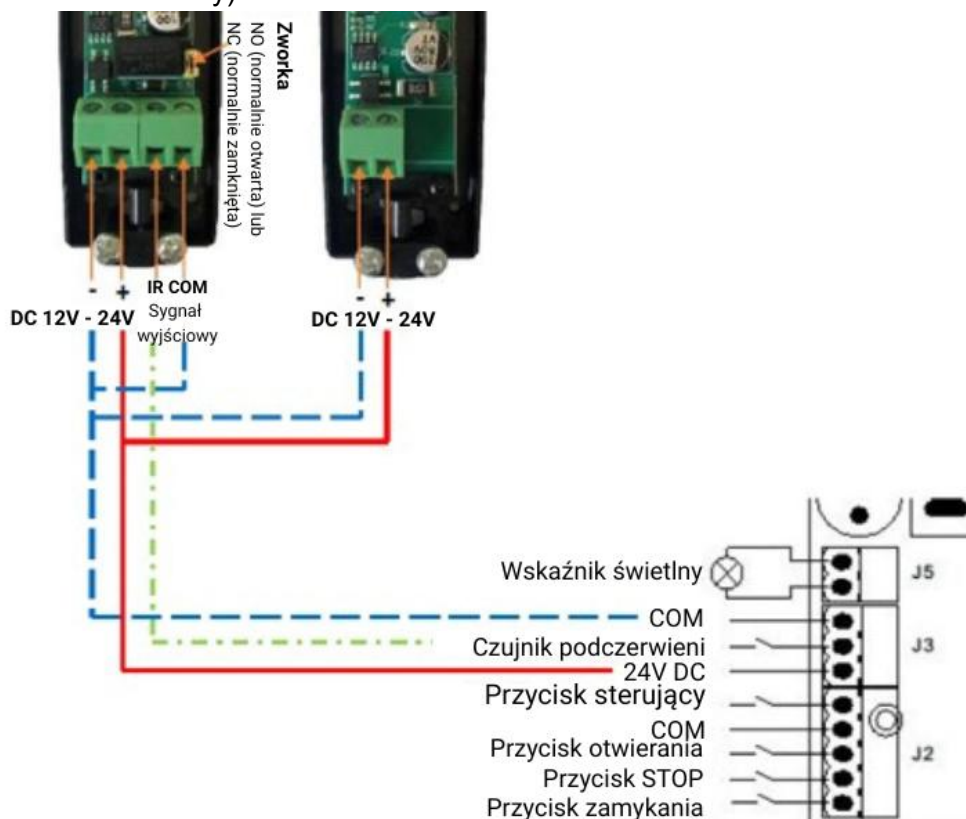 Zworka
NO (normalnie otwarta) lub
NC (normalnie zamknięta)
- +
IR COM
DC 12V - 24V
Sygnał
wyjściowy
- +
DC 12V - 24V
Wskaźnik świetlny
J5
COM
Czujnik podczerwieni
J3
24V DC
Przycisk sterujący
COM
Przycisk otwierania
J2
Przycisk STOP
Przycisk zamykania